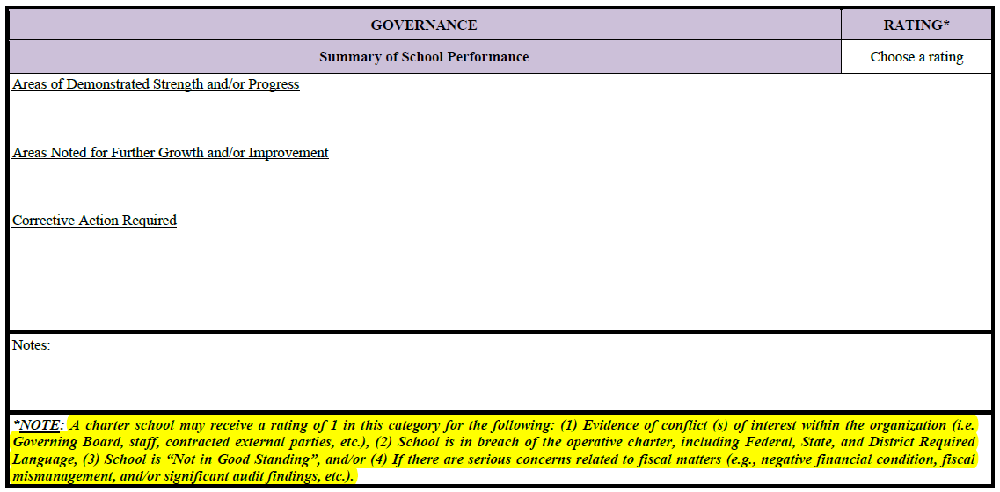 GOVERNANCE
RATING*
Summary of School Performance
Choose a rating
Areas of Demonstrated Strength and/or Progress
Areas Noted for Further Growth and/or Improvement
Corrective Action Required
Notes:
*NOTE: A charter school may receive a rating of 1 in this category for the following: (1) Evidence of conflict (s) of interest within the organization (i.e.
Governing Board, staff, contracted external parties, etc.), (2) School is in breach of the operative charter, including Federal, State, and District Required
Language, (3) School is “Not in Good Standing”, and/or (4) If there are serious concerns related to fiscal matters (e.g., negative financial condition, fiscal
mismanagement, and/or significant audit findings, etc.).